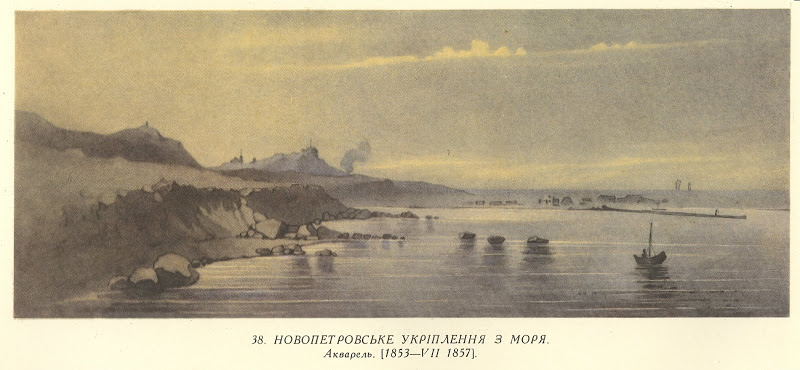 38. НОВОПЕТРОВСЬКЕ УКРІПЛЕННЯ З МОРЯ.
Акварель. [1853—VII 1857].